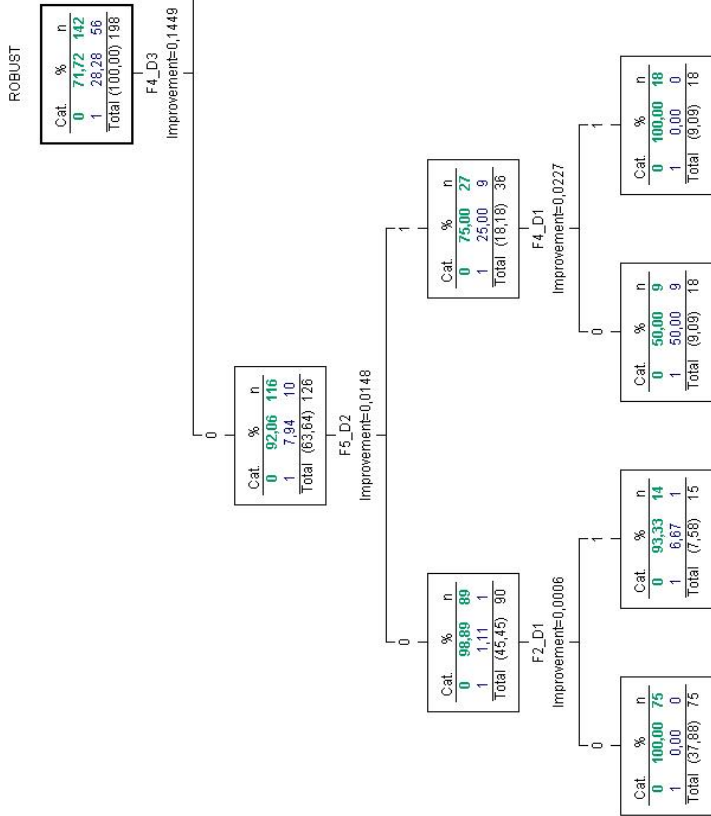 ROBUST
Cat. % n
0 71,72 142
1 28,28 56
Total (100,00) 198
F4_D3
Improvement=0,1449
0
Cat. % n
0 92,06 116
1 7,94 10
Total (63,64) 126
F5_D2
Improvement=0,0148
0
1
Cat. % n
0 98,89 89
1 1,11 1
Total (45,45) 90
F2_D1
Improvement=0,0006
Cat. % n
0 75,00 27
1 25,00 9
Total (18,18) 36
F4_D1
Improvement=0,0227
0
1
0
1
Cat. % n
0 100,00 75
1 0,00 0
Total (37,88) 75
Cat. % n
0 93,33 14
1 6,67 1
Total (7,58) 15
Cat. % n
0 50,00 9
1 50,00 9
Total (9,09) 18
Cat. % n
0 100,00 18
1 0,00 0
Total (9,09) 18